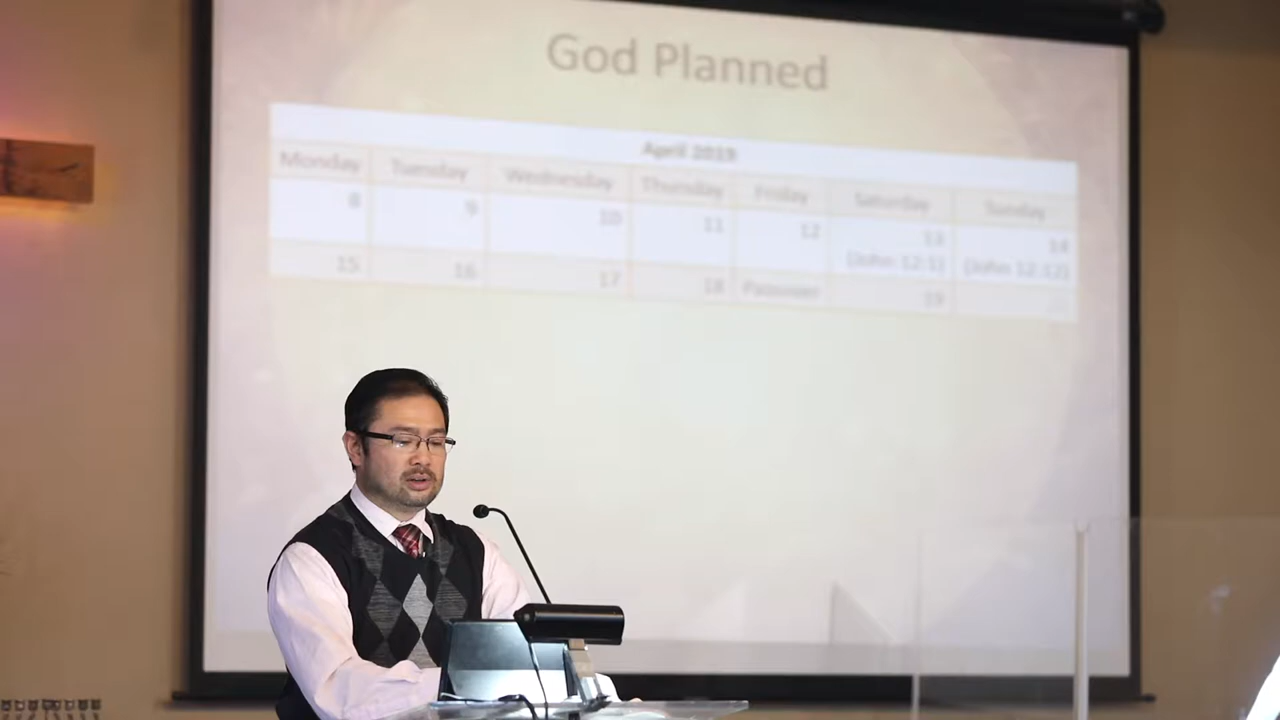 God Planned
April 2019
Monday Tuesday Wednesday Thursday Friday Saturday Sunday
8 9 10 11 12 13 14
(John 12:1) (John 12:12)
15 16 17 18 Passover 19